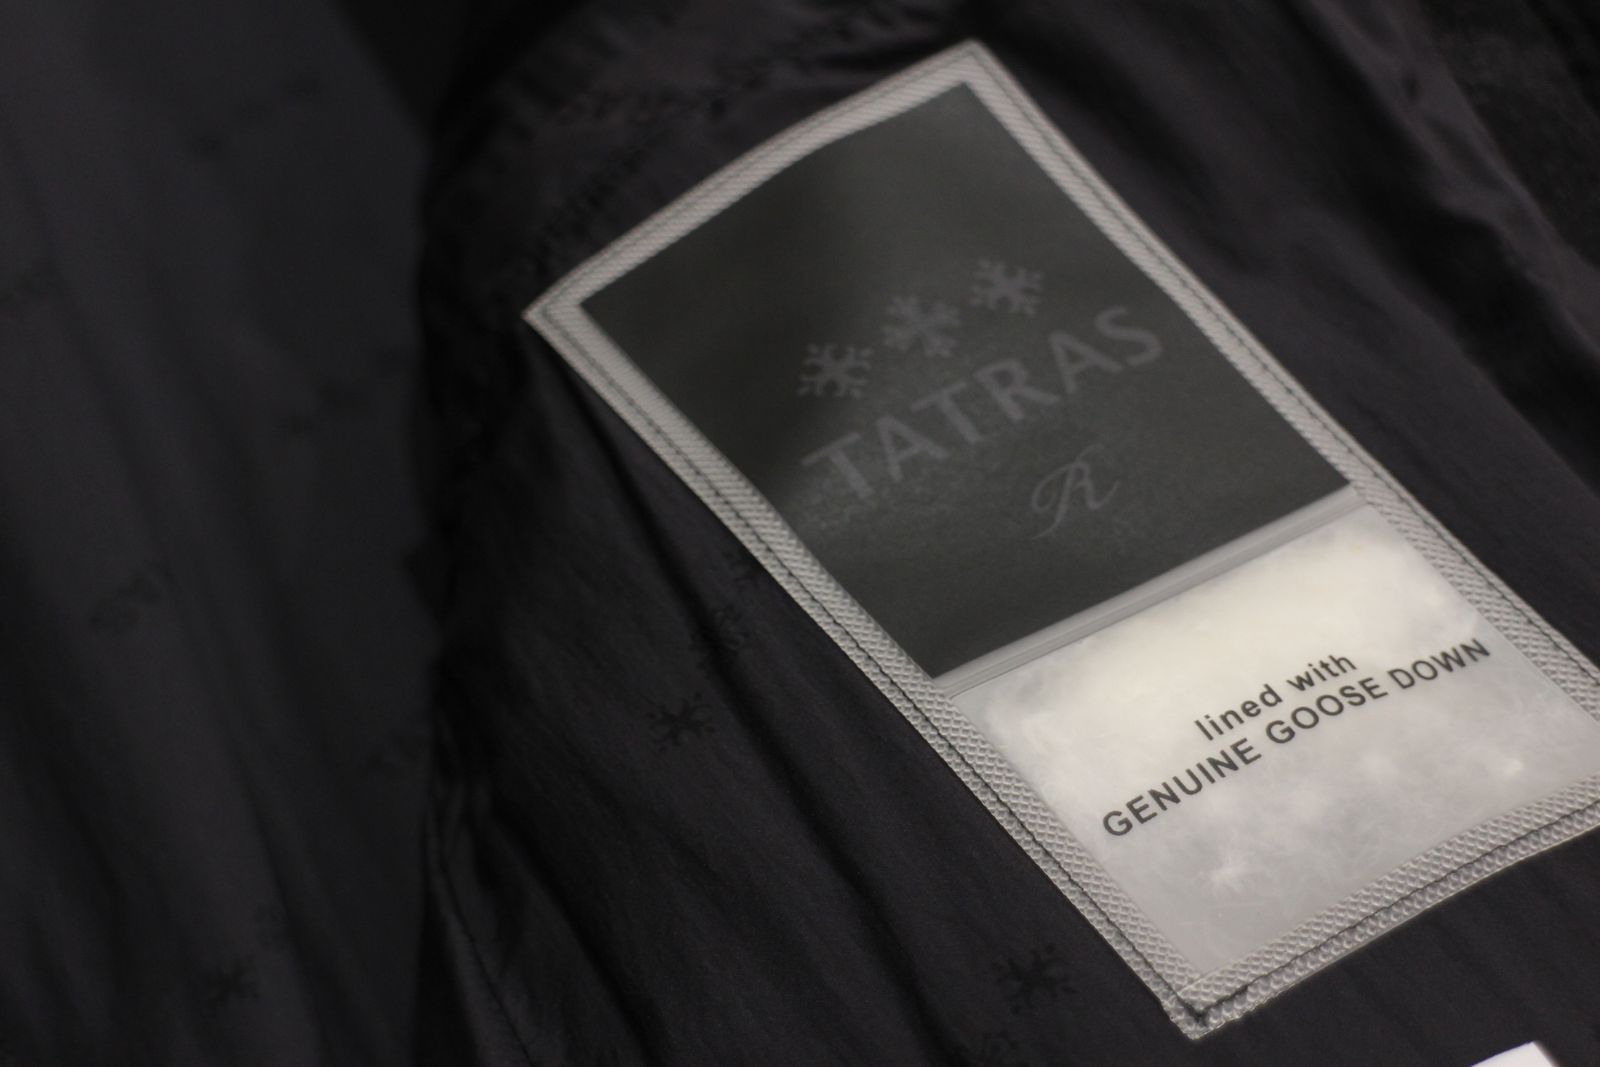 TATRAS
R
lined with
GENUINE GOOSE DOWN